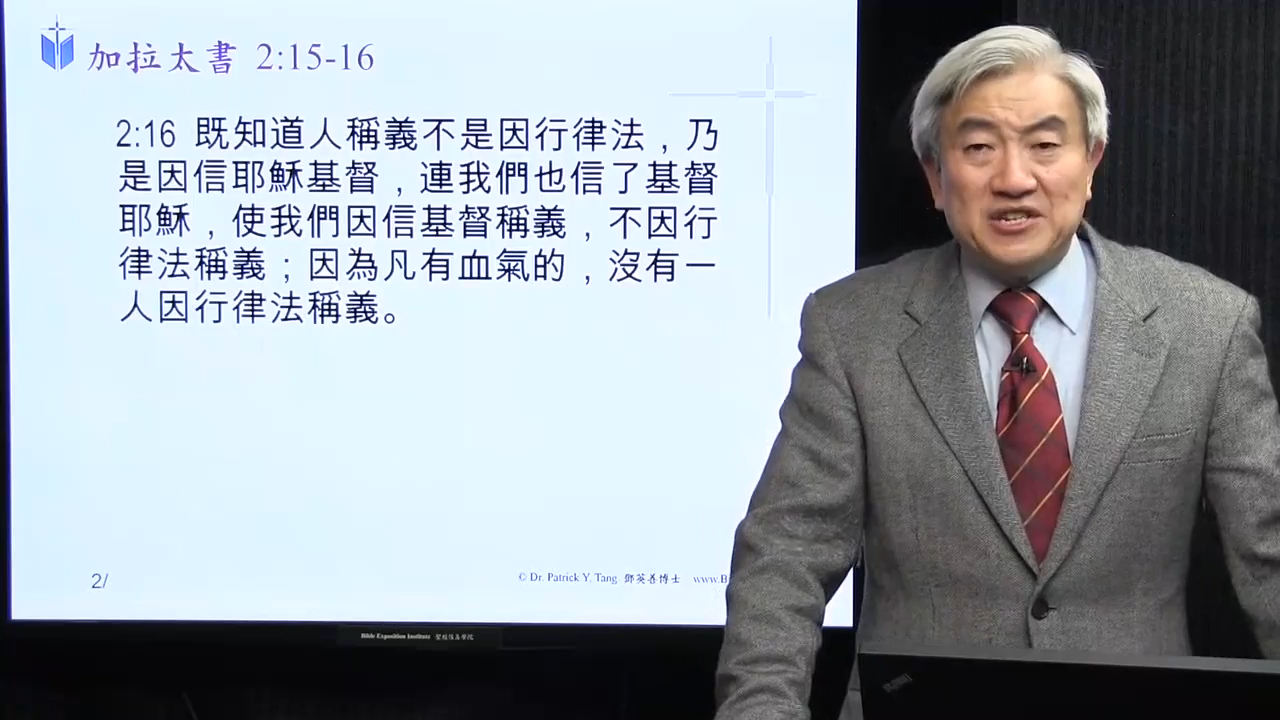 加拉太書 2:15-16
2:16 既知道人稱義不是因行律法，乃
是因信耶穌基督，連我們也信了基督
耶穌，使我們因信基督稱義，不因行
律法稱義；因為凡有血氣的，沒有一
人因行律法稱義。
2/
© Dr. Patrick Y. Tang 鄧英善博士 www.B
Bible Exposition Institute
ThinkPad